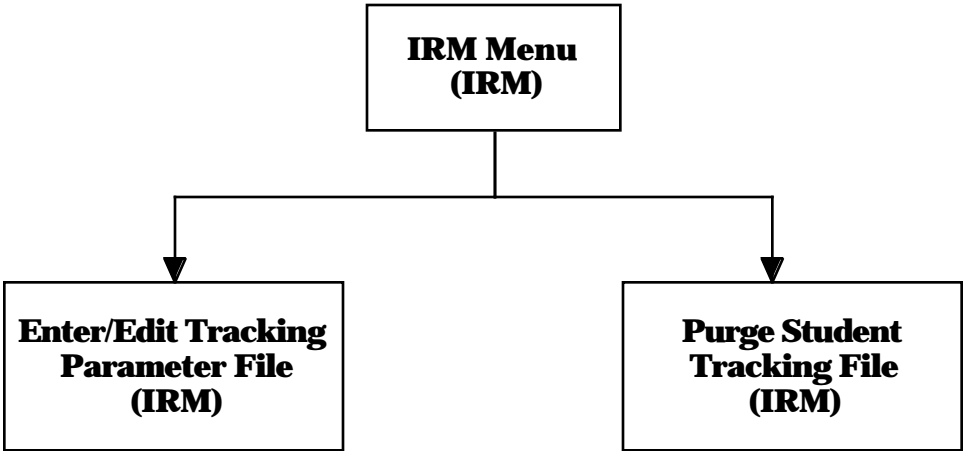 IRM Menu
(IRM)
Enter/Edit Tracking
Parameter File
(IRM)
Purge Student
Tracking File
(IRM)